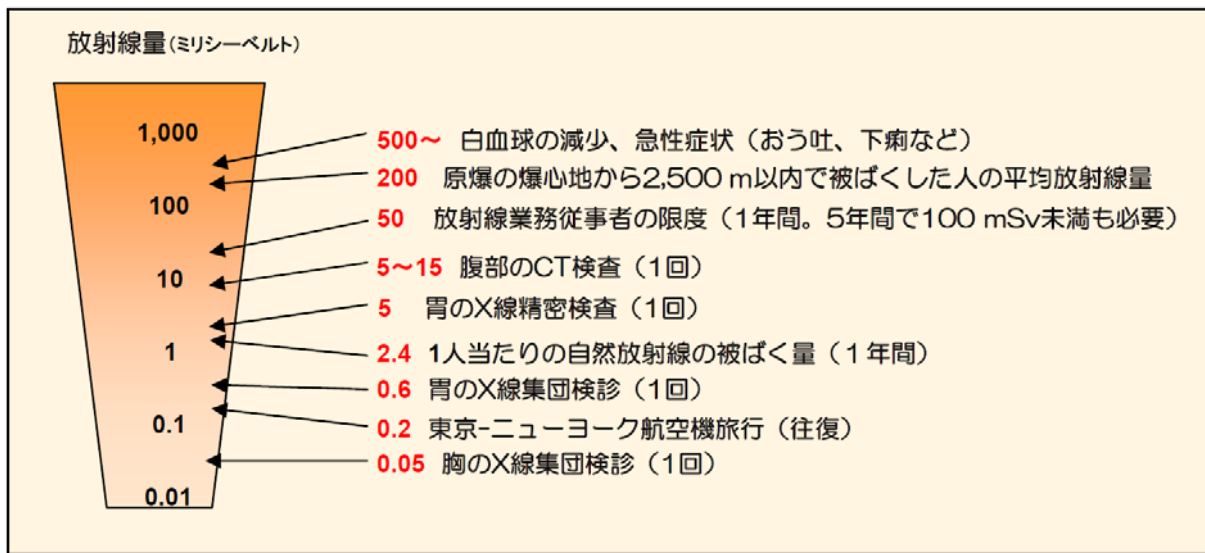 放射線量(ミリシーベルト)
1,000
500～ 白血球の減少、急性症状（おう吐、下痢など）
200 原爆の爆心地から2,500 m以内で被ばくした人の平均放射線量
100
50 放射線業務従事者の限度（1年間。5年間で100 mSv未満も必要）
10
5～15 腹部のCT検査（1回）
5 胃のX線精密検査（1回）
1
2.4 1人当たりの自然放射線の被ばく量（1年間）
0.6 胃のX線集団検診（1回）
0.1
0.2 東京-ニューヨーク航空機旅行（往復）
0.05 胸のX線集団検診（1回）
0.01